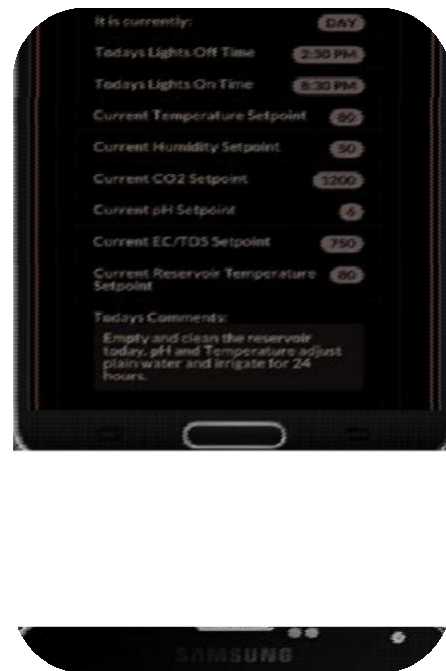 It is currently: DAY
Todays Lights Off Time 2:30 PM
Todays Lights On Time 8:30 PM
Current Temperature Setpoint 80
Current Humidity Setpoint 50
Current CO2 Setpoint 1200
Current pH Setpoint 6
Current EC/TDS Setpoint 750
Current Reservoir Temperature 80
Setpoint
Todays Comments:
Empty and clean the reservoir
today, pH and Temperature adjust
plain water and irrigate for 24
hours.
SAMSUNG